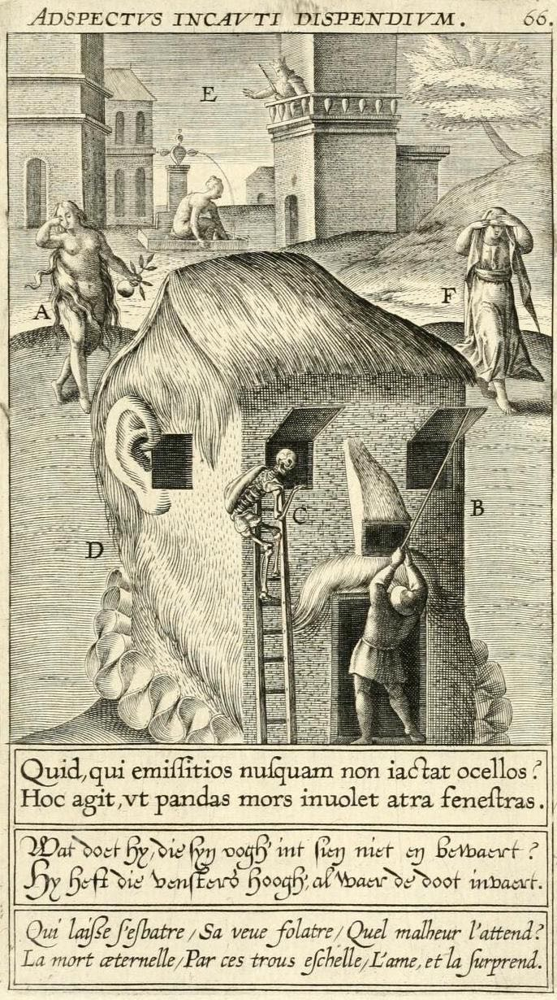 ADSPECTVS INCAVTI DISPENDIVM. 66.
E
A
F
B
C
D
Quid, qui emiſſitios nuſquam non iactat ocellos?
Hoc agit, vt pandas mors inuolet atra feneſtras.
Wat doet hy, die ſyn oogh' int ſien niet en bewaert?
Hy heft die venſters hoogh, al waer de doot invaert.
Qui laiſse s'eſbatre / Sa veue folatre / Quel malheur l'attend?
La mort æternelle / Par ces trous eſchelle / L'ame, et la ſurprend.